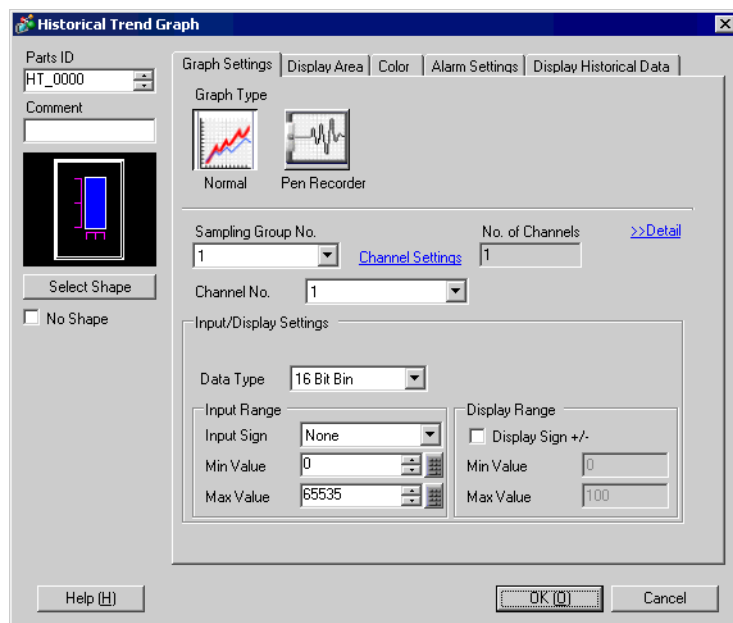 Historical Trend Graph
Parts ID
HT_0000
Comment
Select Shape
No Shape
Graph Settings Display Area Color Alarm Settings Display Historical Data
Graph Type
Normal Pen Recorder
Sampling Group No. No. of Channels >>Detail
1 Channel Settings 1
Channel No. 1
Input/Display Settings
Data Type 16 Bit Bin
Input Range Display Range
Input Sign None Display Sign +/-
Min Value 0 Min Value 0
Max Value 65535 Max Value 100
Help (H) OK (O) Cancel